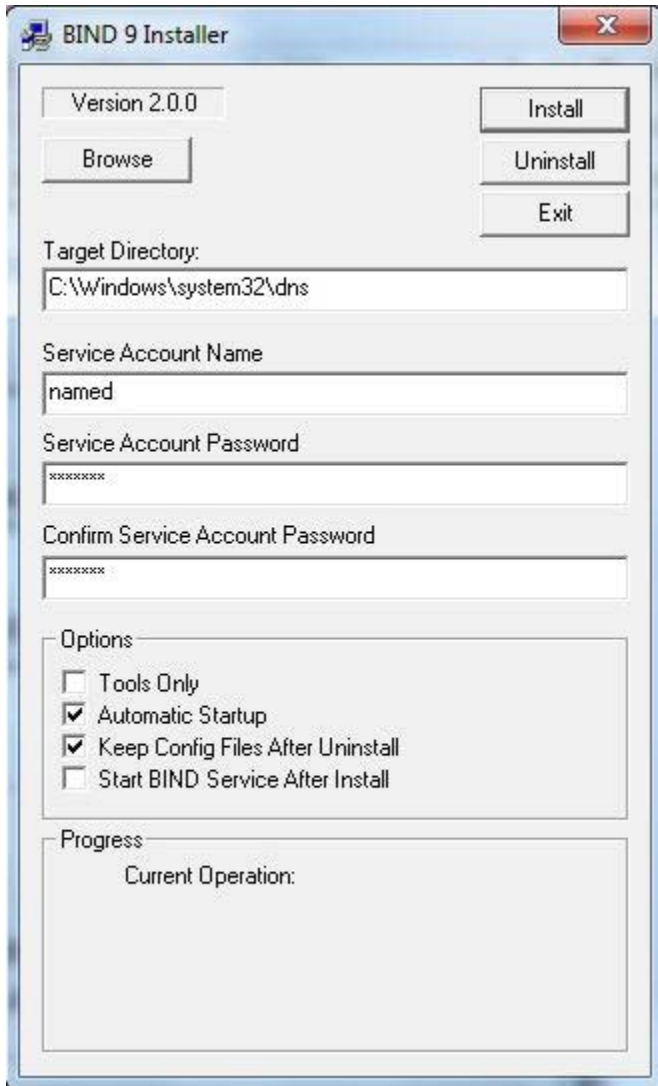 BIND 9 Installer
Version 2.0.0
Install
Browse
Uninstall
Exit
Target Directory:
C:\Windows\system32\dns
Service Account Name
named
Service Account Password
*******
Confirm Service Account Password
*******
Options
Tools Only
Automatic Startup
Keep Config Files After Uninstall
Start BIND Service After Install
Progress
Current Operation: